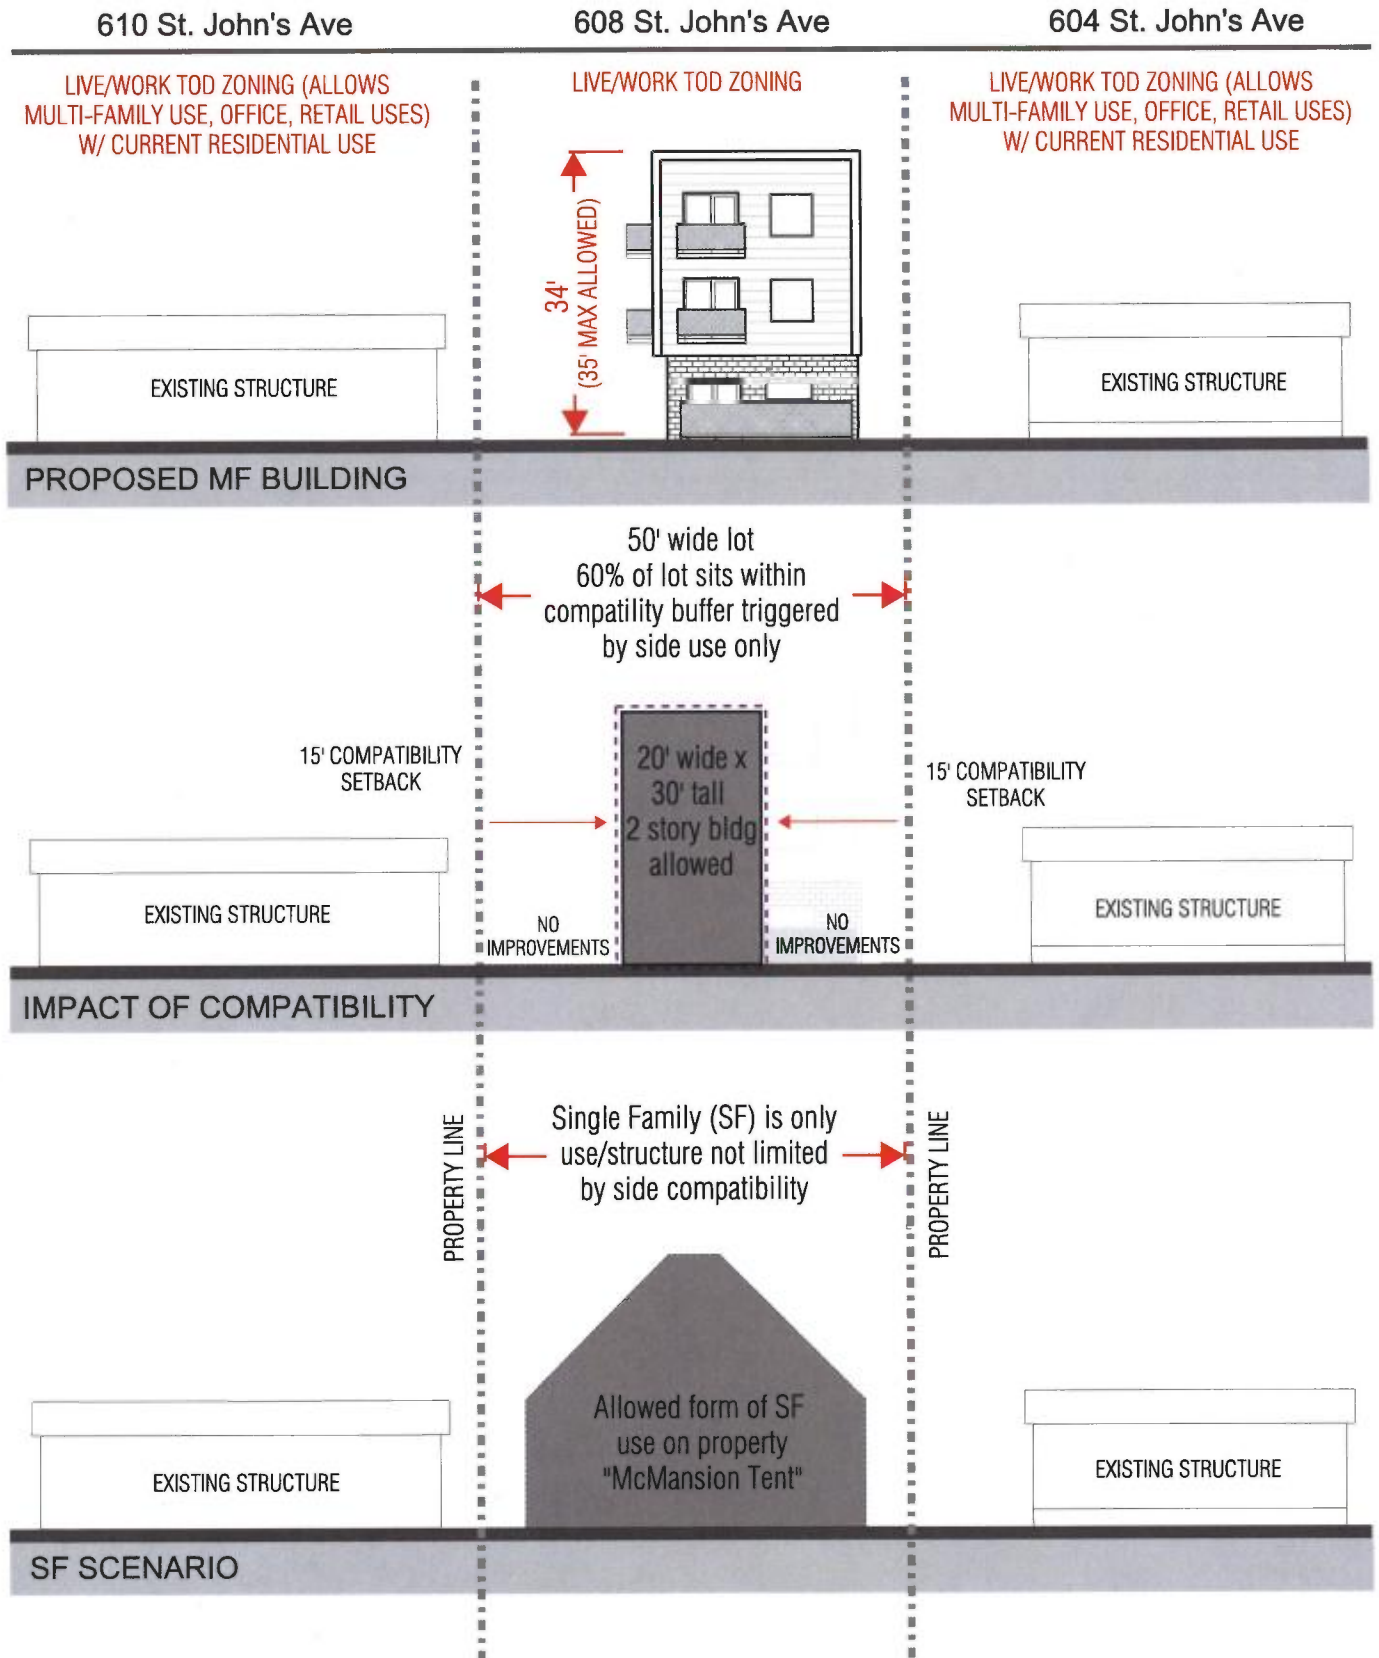 610 St. John's Ave
608 St. John's Ave
604 St. John's Ave
LIVE/WORK TOD ZONING (ALLOWS
MULTI-FAMILY USE, OFFICE, RETAIL USES)
W/ CURRENT RESIDENTIAL USE
LIVE/WORK TOD ZONING
LIVE/WORK TOD ZONING (ALLOWS
MULTI-FAMILY USE, OFFICE, RETAIL USES)
W/ CURRENT RESIDENTIAL USE
34'
(35' MAX ALLOWED)
EXISTING STRUCTURE
EXISTING STRUCTURE
PROPOSED MF BUILDING
50' wide lot
60% of lot sits within
compatility buffer triggered
by side use only
15' COMPATIBILITY
SETBACK
20' wide x
30' tall
2 story bldg
allowed
15' COMPATIBILITY
SETBACK
EXISTING STRUCTURE
NO
IMPROVEMENTS
NO
IMPROVEMENTS
EXISTING STRUCTURE
IMPACT OF COMPATIBILITY
PROPERTY LINE
Single Family (SF) is only
use/structure not limited
by side compatibility
PROPERTY LINE
EXISTING STRUCTURE
Allowed form of SF
use on property
"McMansion Tent"
EXISTING STRUCTURE
SF SCENARIO